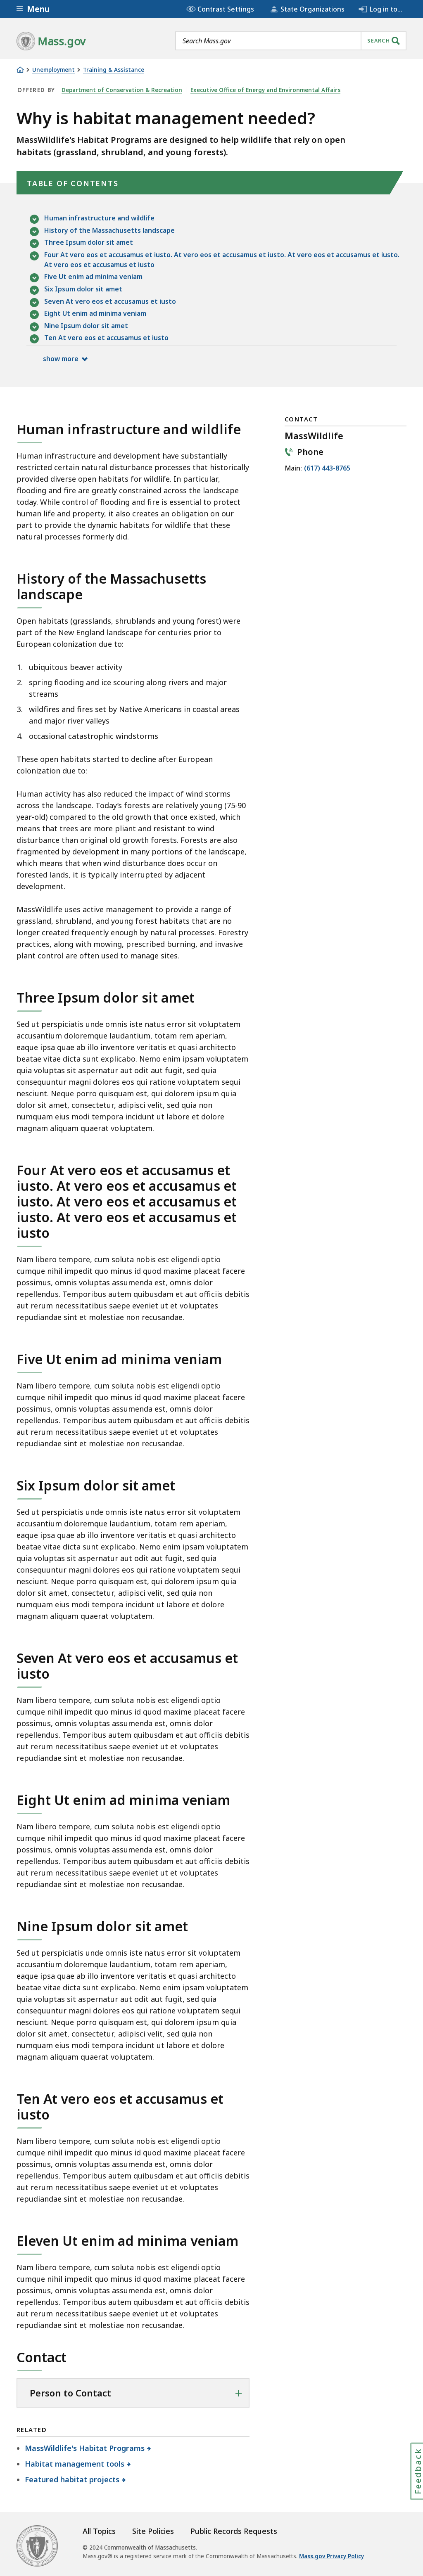 Menu
Contrast Settings
State Organizations
Log in to...
Mass.gov
Search Mass.gov
SEARCH
Unemployment
Training & Assistance
OFFERED BY
Department of Conservation & Recreation
Executive Office of Energy and Environmental Affairs
Why is habitat management needed?
MassWildlife's Habitat Programs are designed to help wildlife that rely on open
habitats (grassland, shrubland, and young forests).
TABLE OF CONTENTS
Human infrastructure and wildlife
History of the Massachusetts landscape
Three Ipsum dolor sit amet
Four At vero eos et accusamus et iusto. At vero eos et accusamus et iusto. At vero eos et accusamus et iusto.
At vero eos et accusamus et iusto
Five Ut enim ad minima veniam
Six Ipsum dolor sit amet
Seven At vero eos et accusamus et iusto
Eight Ut enim ad minima veniam
Nine Ipsum dolor sit amet
Ten At vero eos et accusamus et iusto
show more
CONTACT
MassWildlife
Phone
Main: (617) 443-8765
Human infrastructure and wildlife
Human infrastructure and development have substantially
restricted certain natural disturbance processes that historically
provided diverse open habitats for wildlife. In particular,
flooding and fire are greatly constrained across the landscape
today. While control of flooding and fire is essential to protect
human life and property, it also creates an obligation on our
part to provide the dynamic habitats for wildlife that these
natural processes formerly did.
History of the Massachusetts
landscape
Open habitats (grasslands, shrublands and young forest) were
part of the New England landscape for centuries prior to
European colonization due to:
1. ubiquitous beaver activity
2. spring flooding and ice scouring along rivers and major
streams
3. wildfires and fires set by Native Americans in coastal areas
and major river valleys
4. occasional catastrophic windstorms
These open habitats started to decline after European
colonization due to:
Human activity has also reduced the impact of wind storms
across the landscape. Today's forests are relatively young (75-90
year-old) compared to the old growth that once existed, which
means that trees are more pliant and resistant to wind
disturbance than original old growth forests. Forests are also
fragmented by development in many portions of the landscape,
which means that when wind disturbance does occur on
forested lands, it is typically interrupted by adjacent
development.
MassWildlife uses active management to provide a range of
grassland, shrubland, and young forest habitats that are no
longer created frequently enough by natural processes. Forestry
practices, along with mowing, prescribed burning, and invasive
plant control are often used to manage sites.
Three Ipsum dolor sit amet
Sed ut perspiciatis unde omnis iste natus error sit voluptatem
accusantium doloremque laudantium, totam rem aperiam,
eaque ipsa quae ab illo inventore veritatis et quasi architecto
beatae vitae dicta sunt explicabo. Nemo enim ipsam voluptatem
quia voluptas sit aspernatur aut odit aut fugit, sed quia
consequuntur magni dolores eos qui ratione voluptatem sequi
nesciunt. Neque porro quisquam est, qui dolorem ipsum quia
dolor sit amet, consectetur, adipisci velit, sed quia non
numquam eius modi tempora incidunt ut labore et dolore
magnam aliquam quaerat voluptatem.
Four At vero eos et accusamus et
iusto. At vero eos et accusamus et
iusto. At vero eos et accusamus et
iusto. At vero eos et accusamus et
iusto
Nam libero tempore, cum soluta nobis est eligendi optio
cumque nihil impedit quo minus id quod maxime placeat facere
possimus, omnis voluptas assumenda est, omnis dolor
repellendus. Temporibus autem quibusdam et aut officiis debitis
aut rerum necessitatibus saepe eveniet ut et voluptates
repudiandae sint et molestiae non recusandae.
Five Ut enim ad minima veniam
Nam libero tempore, cum soluta nobis est eligendi optio
cumque nihil impedit quo minus id quod maxime placeat facere
possimus, omnis voluptas assumenda est, omnis dolor
repellendus. Temporibus autem quibusdam et aut officiis debitis
aut rerum necessitatibus saepe eveniet ut et voluptates
repudiandae sint et molestiae non recusandae.
Six Ipsum dolor sit amet
Sed ut perspiciatis unde omnis iste natus error sit voluptatem
accusantium doloremque laudantium, totam rem aperiam,
eaque ipsa quae ab illo inventore veritatis et quasi architecto
beatae vitae dicta sunt explicabo. Nemo enim ipsam voluptatem
quia voluptas sit aspernatur aut odit aut fugit, sed quia
consequuntur magni dolores eos qui ratione voluptatem sequi
nesciunt. Neque porro quisquam est, qui dolorem ipsum quia
dolor sit amet, consectetur, adipisci velit, sed quia non
numquam eius modi tempora incidunt ut labore et dolore
magnam aliquam quaerat voluptatem.
Seven At vero eos et accusamus et
iusto
Nam libero tempore, cum soluta nobis est eligendi optio
cumque nihil impedit quo minus id quod maxime placeat facere
possimus, omnis voluptas assumenda est, omnis dolor
repellendus. Temporibus autem quibusdam et aut officiis debitis
aut rerum necessitatibus saepe eveniet ut et voluptates
repudiandae sint et molestiae non recusandae.
Eight Ut enim ad minima veniam
Nam libero tempore, cum soluta nobis est eligendi optio
cumque nihil impedit quo minus id quod maxime placeat facere
possimus, omnis voluptas assumenda est, omnis dolor
repellendus. Temporibus autem quibusdam et aut officiis debitis
aut rerum necessitatibus saepe eveniet ut et voluptates
repudiandae sint et molestiae non recusandae.
Nine Ipsum dolor sit amet
Sed ut perspiciatis unde omnis iste natus error sit voluptatem
accusantium doloremque laudantium, totam rem aperiam,
eaque ipsa quae ab illo inventore veritatis et quasi architecto
beatae vitae dicta sunt explicabo. Nemo enim ipsam voluptatem
quia voluptas sit aspernatur aut odit aut fugit, sed quia
consequuntur magni dolores eos qui ratione voluptatem sequi
nesciunt. Neque porro quisquam est, qui dolorem ipsum quia
dolor sit amet, consectetur, adipisci velit, sed quia non
numquam eius modi tempora incidunt ut labore et dolore
magnam aliquam quaerat voluptatem.
Ten At vero eos et accusamus et
iusto
Nam libero tempore, cum soluta nobis est eligendi optio
cumque nihil impedit quo minus id quod maxime placeat facere
possimus, omnis voluptas assumenda est, omnis dolor
repellendus. Temporibus autem quibusdam et aut officiis debitis
aut rerum necessitatibus saepe eveniet ut et voluptates
repudiandae sint et molestiae non recusandae.
Eleven Ut enim ad minima veniam
Nam libero tempore, cum soluta nobis est eligendi optio
cumque nihil impedit quo minus id quod maxime placeat facere
possimus, omnis voluptas assumenda est, omnis dolor
repellendus. Temporibus autem quibusdam et aut officiis debitis
aut rerum necessitatibus saepe eveniet ut et voluptates
repudiandae sint et molestiae non recusandae.
Contact
Person to Contact
RELATED
MassWildlife's Habitat Programs
Habitat management tools
Featured habitat projects
Feedback
All Topics
Site Policies
Public Records Requests
© 2024 Commonwealth of Massachusetts.
Mass.gov® is a registered service mark of the Commonwealth of Massachusetts. Mass.gov Privacy Policy